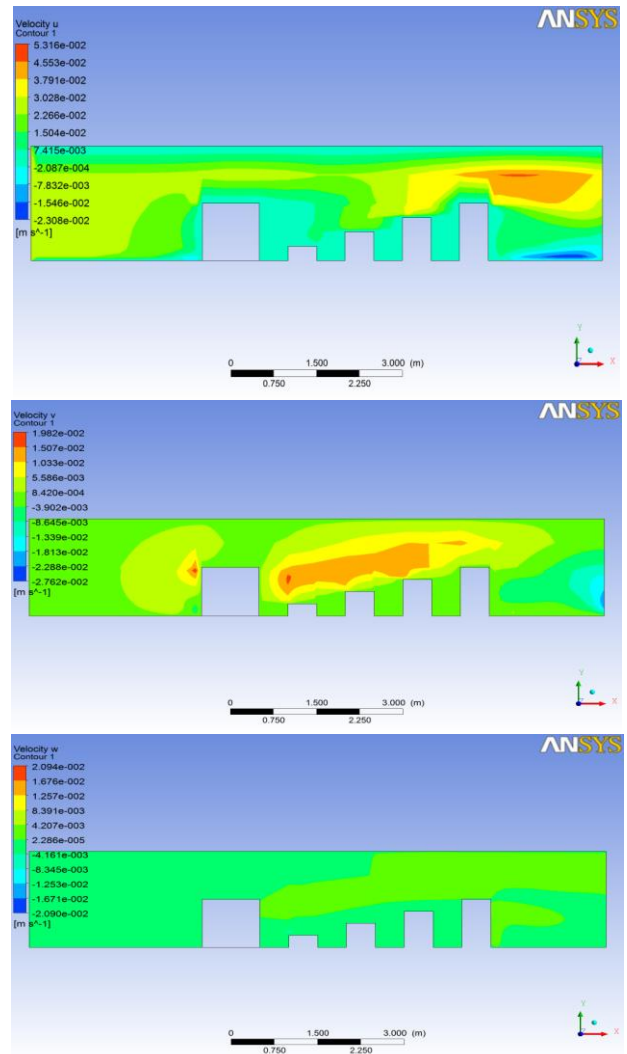 Velocity u
Contour 1
ANSYS
5.316e-002
4.553e-002
3.791e-002
3.028e-002
2.266e-002
1.504e-002
7.415e-003
-2.087e-004
-7.832e-003
-1.546e-002
-2.308e-002
[m s^-1]
Y
X
Z
0 1.500 3.000 (m)
0.750 2.250
Velocity v
Contour 1
ANSYS
1.982e-002
1.507e-002
1.033e-002
5.586e-003
8.420e-004
-3.902e-003
-8.645e-003
-1.339e-002
-1.813e-002
-2.288e-002
-2.762e-002
[m s^-1]
Y
X
Z
0 1.500 3.000 (m)
0.750 2.250
Velocity w
Contour 1
ANSYS
2.094e-002
1.676e-002
1.257e-002
8.391e-003
4.207e-003
2.286e-005
-4.161e-003
-8.345e-003
-1.253e-002
-1.671e-002
-2.090e-002
[m s^-1]
Y
X
Z
0 1.500 3.000 (m)
0.750 2.250